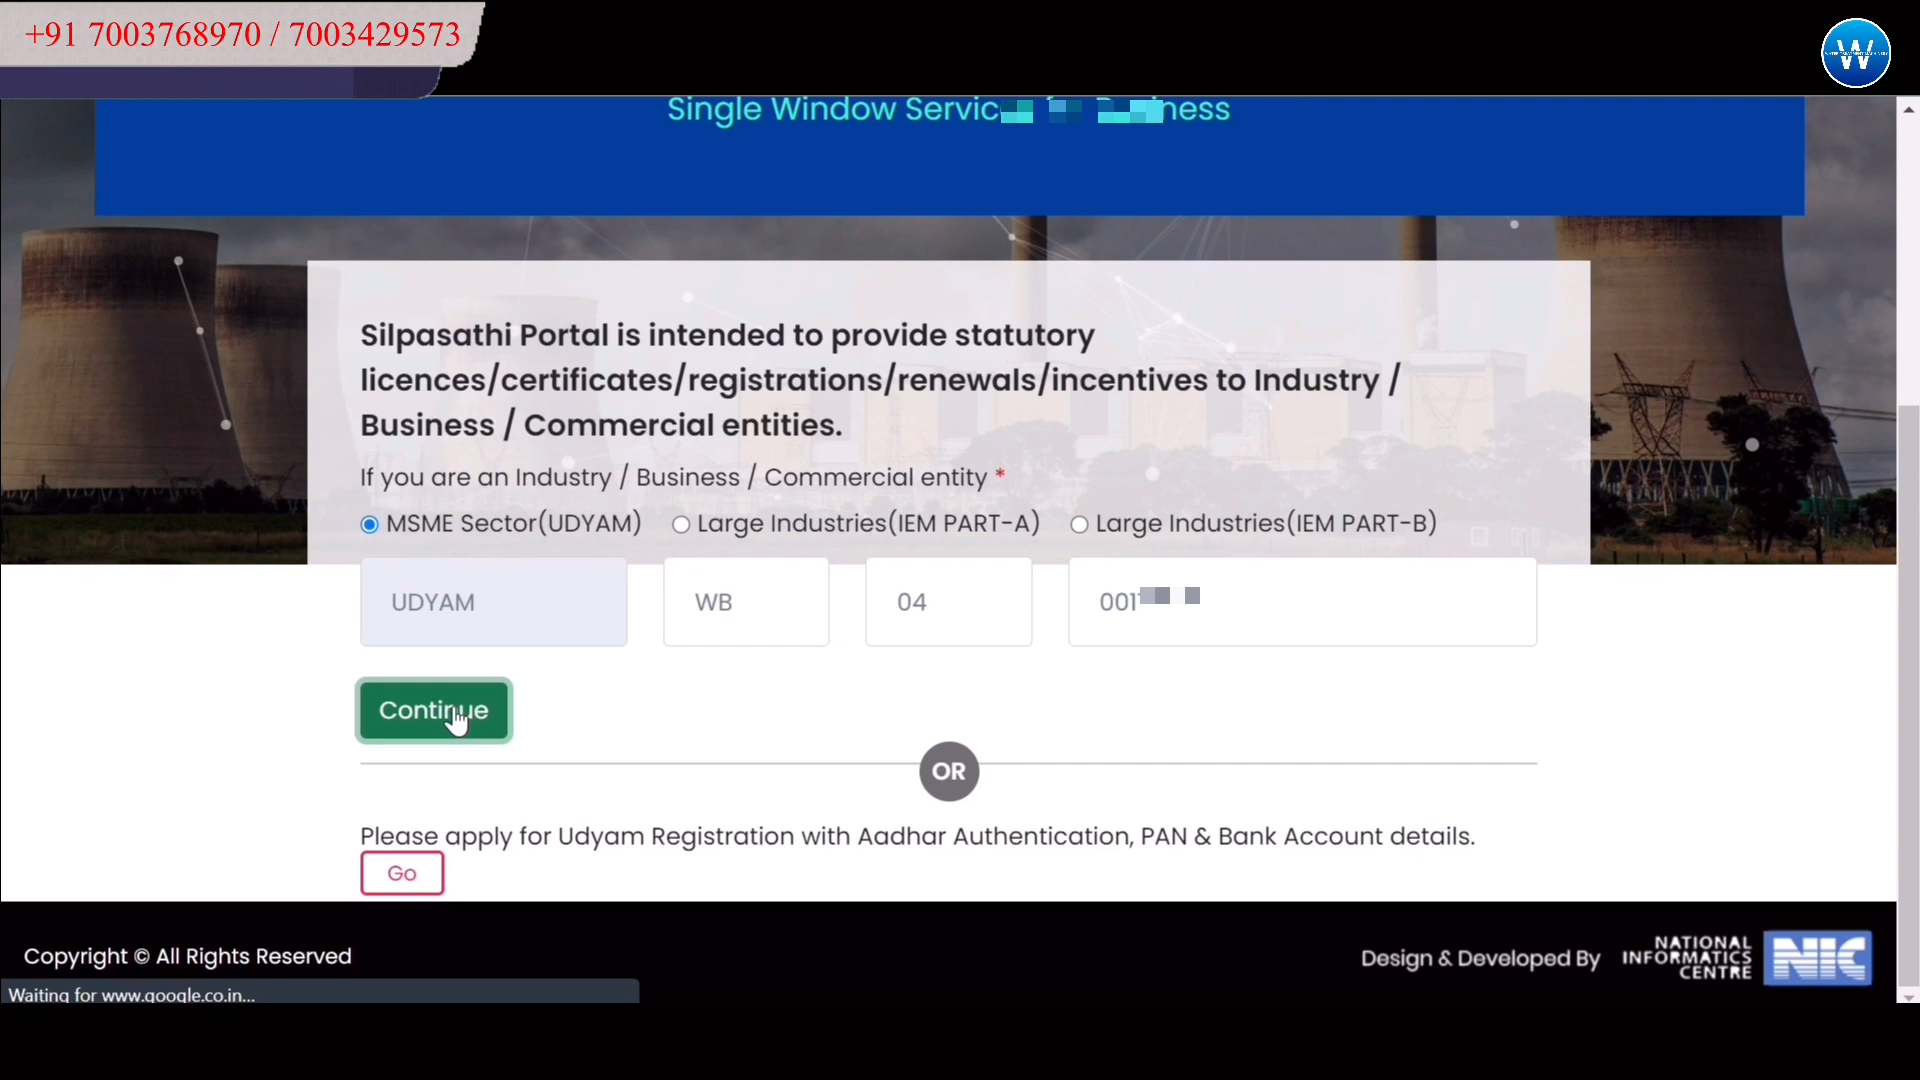 +91 7003768970 / 7003429573
W
Single Window
Silpasathi Portal is intended to provide statutory
licences/certificates/registrations/renewals/incentives to Industry /
Business / Commercial entities.
If you are an Industry / Business / Commercial entity *
MSME Sector(UDYAM) Large Industries(IEM PART-A) Large Industries(IEM PART-B)
UDYAM WB 04
Continue
OR
Please apply for Udyam Registration with Aadhar Authentication, PAN & Bank Account details.
Go
Copyright © All Rights Reserved
Design & Developed By
NATIONAL
INFORMATICS
CENTRE
NIC
Waiting for www.google.co.in...